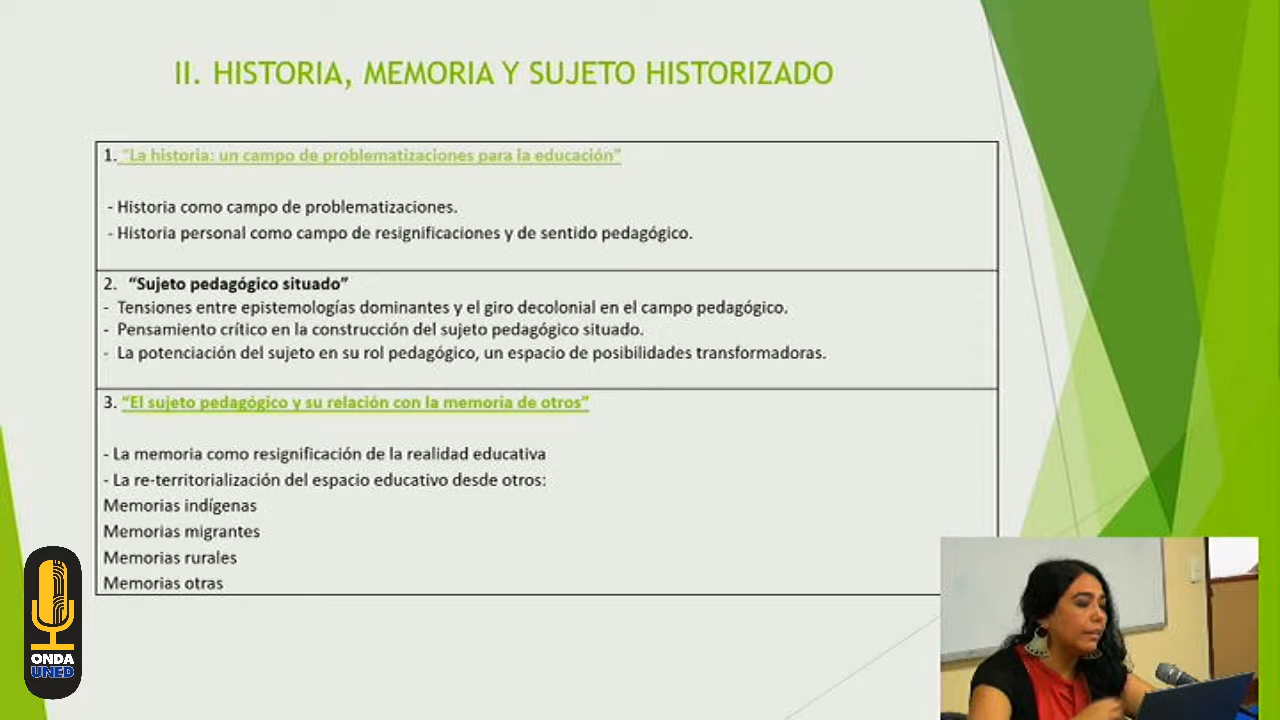 II. HISTORIA, MEMORIA Y SUJETO HISTORIZADO
1. “La historia: un campo de problematizaciones para la educación”
- Historia como campo de problematizaciones.
- Historia personal como campo de resignificaciones y de sentido pedagógico.
2. “Sujeto pedagógico situado”
- Tensiones entre epistemologías dominantes y el giro decolonial en el campo pedagógico.
- Pensamiento crítico en la construcción del sujeto pedagógico situado.
- La potenciación del sujeto en su rol pedagógico, un espacio de posibilidades transformadoras.
3. “El sujeto pedagógico y su relación con la memoria de otros”
- La memoria como resignificación de la realidad educativa
- La re-territorialización del espacio educativo desde otros:
Memorias indígenas
Memorias migrantes
Memorias rurales
Memorias otras
ONDA
UNED